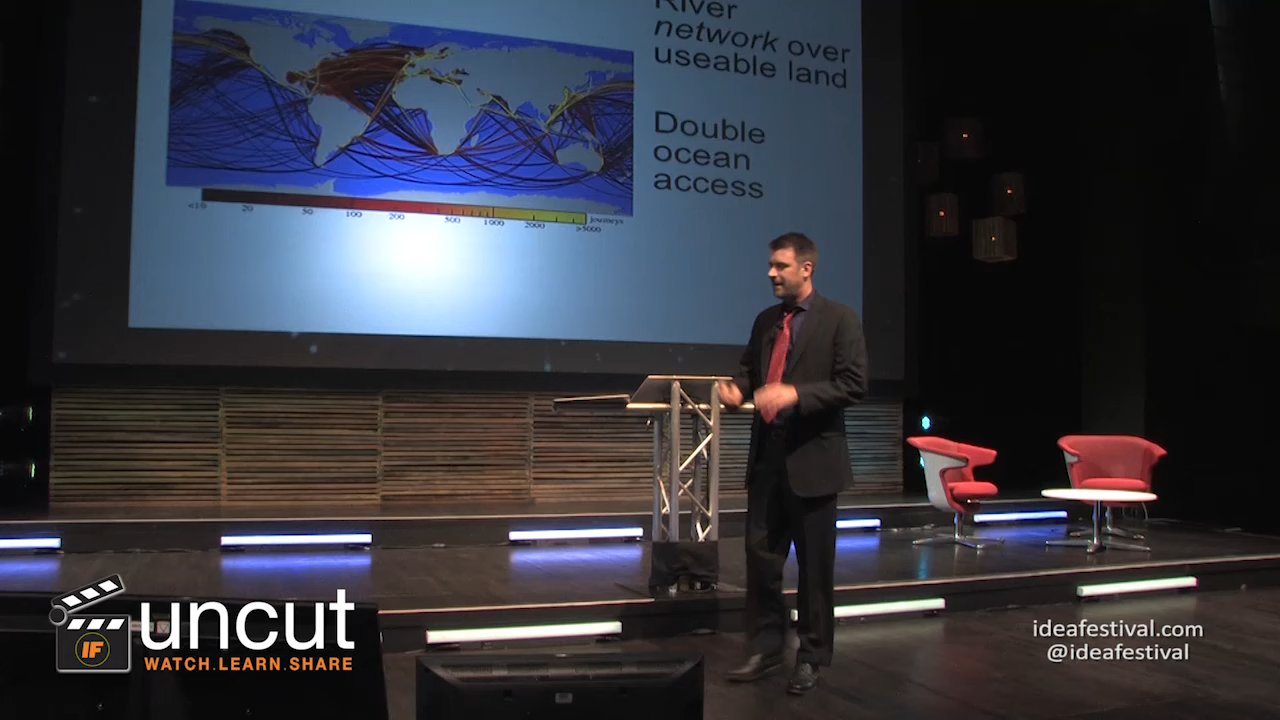 River
network over
useable land
Double
ocean
access
<10 20 50 100 200 500 1000 2000 >5000
journeys
uncut
IF
WATCH.LEARN.SHARE
ideafestival.com
@ideafestival